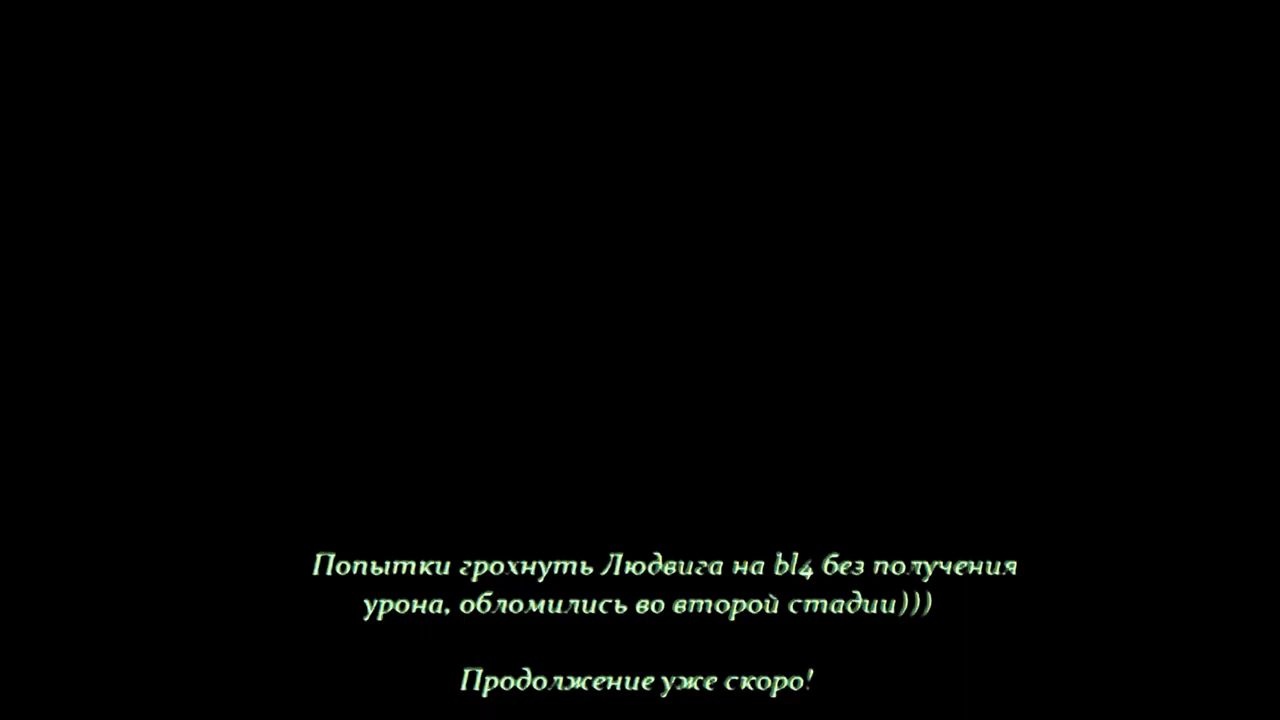 Попытки грохнуть Людвига на bl4 без получения
урона, обломились во второй стадии)))
Продолжение уже скоро!